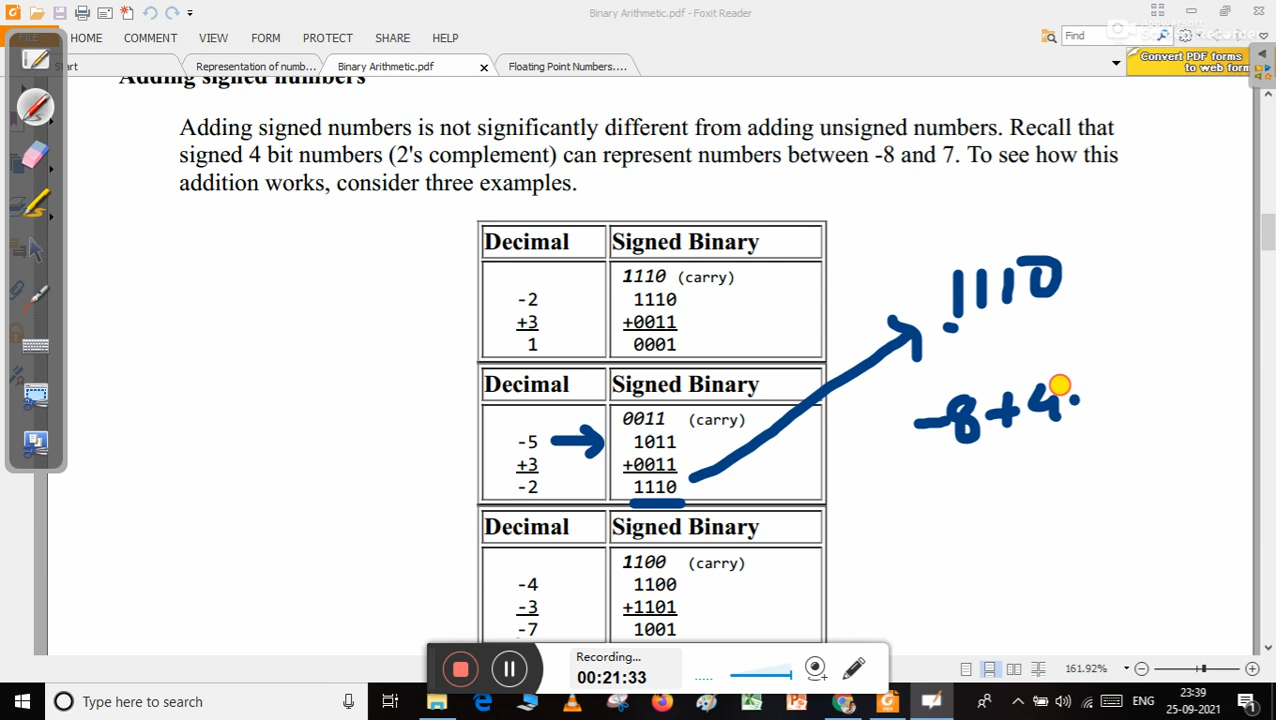 Binary Arithmetic.pdf - Foxit Reader
FILE HOME COMMENT VIEW FORM PROTECT SHARE HELP Find
Start Representation of numb... Binary Arithmetic.pdf Floating Point Numbers....
Convert PDF forms
to web form
Adding signed numbers
Adding signed numbers is not significantly different from adding unsigned numbers. Recall that
signed 4 bit numbers (2's complement) can represent numbers between -8 and 7. To see how this
addition works, consider three examples.
Decimal Signed Binary
1110 (carry)
-2 1110
+3 +0011
1 0001
1110
Decimal Signed Binary
0011 (carry)
-5 1011
+3 +0011
-2 1110
-8+4
Decimal Signed Binary
1100 (carry)
-4 1100
-3 +1101
-7 1001
Recording...
00:21:33
161.92%
Type here to search
ENG
23:39
25-09-2021